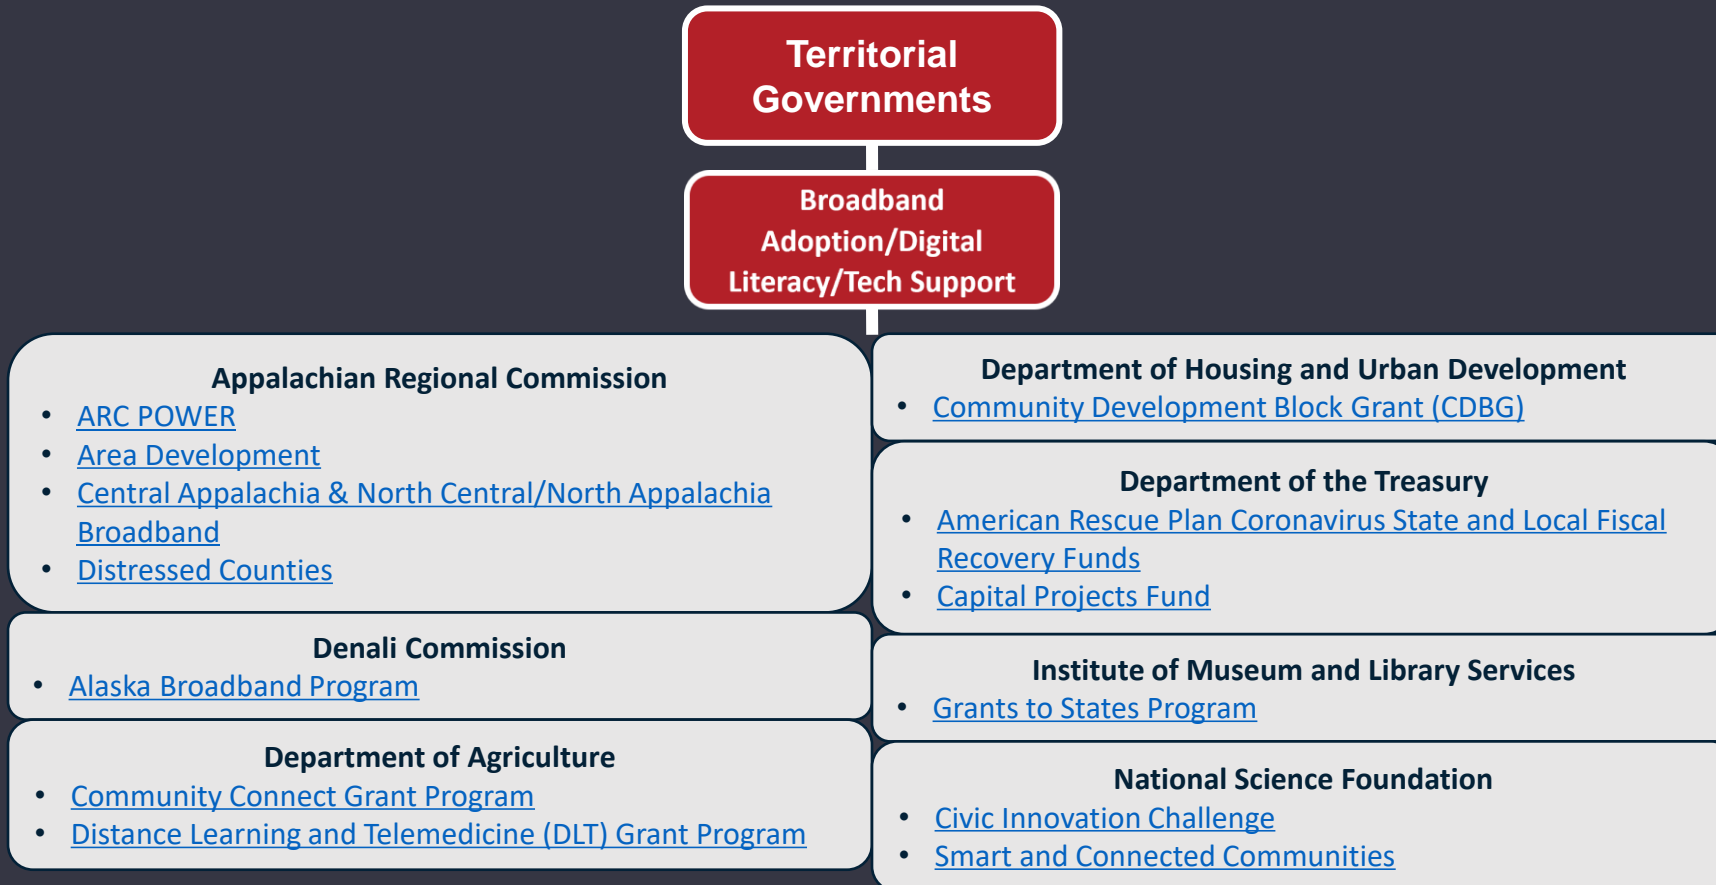 Territorial
Governments
Broadband
Adoption/Digital
Literacy/Tech Support
Appalachian Regional Commission
• ARC POWER
• Area Development
• Central Appalachia & North Central/North Appalachia
Broadband
• Distressed Counties
Denali Commission
• Alaska Broadband Program
Department of Agriculture
• Community Connect Grant Program
• Distance Learning and Telemedicine (DLT) Grant Program
Department of Housing and Urban Development
• Community Development Block Grant (CDBG)
Department of the Treasury
• American Rescue Plan Coronavirus State and Local Fiscal
Recovery Funds
• Capital Projects Fund
Institute of Museum and Library Services
• Grants to States Program
National Science Foundation
• Civic Innovation Challenge
• Smart and Connected Communities